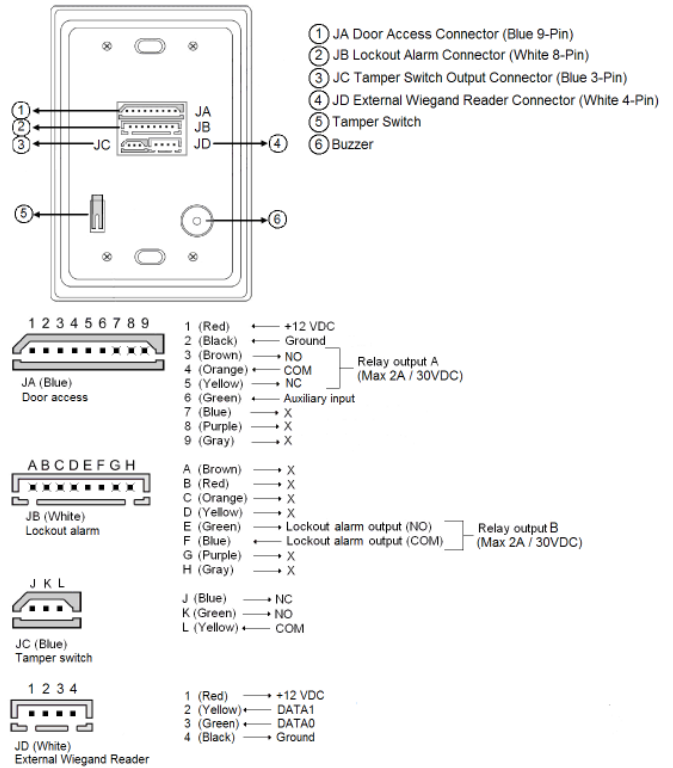 1 JA Door Access Connector (Blue 9-Pin)
2 JB Lockout Alarm Connector (White 8-Pin)
3 JC Tamper Switch Output Connector (Blue 3-Pin)
4 JD External Wiegand Reader Connector (White 4-Pin)
5 Tamper Switch
6 Buzzer
1 JA
2 JB
3 JC JD 4
5 6
1 2 3 4 5 6 7 8 9
JA (Blue)
Door access
1 (Red) +12 VDC
2 (Black) Ground
3 (Brown) NO
4 (Orange) COM
5 (Yellow) NC
Relay output A
(Max 2A / 30VDC)
6 (Green) Auxiliary input
7 (Blue) X
8 (Purple) X
9 (Gray) X
A B C D E F G H
JB (White)
Lockout alarm
A (Brown) X
B (Red) X
C (Orange) X
D (Yellow) X
E (Green) Lockout alarm output (NO)
F (Blue) Lockout alarm output (COM)
Relay output B
(Max 2A / 30VDC)
G (Purple) X
H (Gray) X
J K L
JC (Blue)
Tamper switch
J (Blue) NC
K (Green) NO
L (Yellow) COM
1 2 3 4
JD (White)
External Wiegand Reader
1 (Red) +12 VDC
2 (Yellow) DATA1
3 (Green) DATA0
4 (Black) Ground